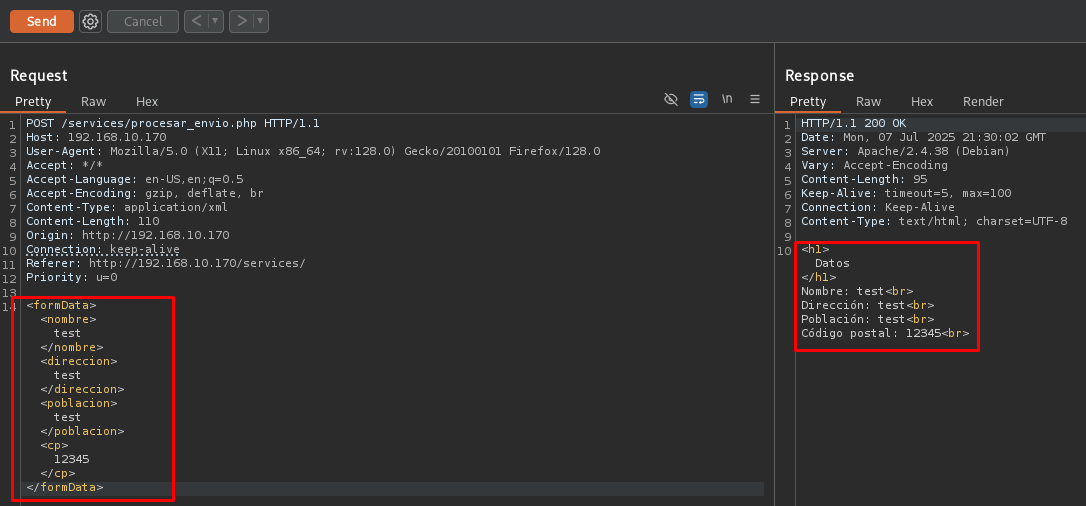 Send
Cancel
< ▼
> ▼
Request
Pretty Raw Hex
\n
1 POST /services/procesar_envio.php HTTP/1.1
2 Host: 192.168.10.170
3 User-Agent: Mozilla/5.0 (X11; Linux x86_64; rv:128.0) Gecko/20100101 Firefox/128.0
4 Accept: */*
5 Accept-Language: en-US,en;q=0.5
6 Accept-Encoding: gzip, deflate, br
7 Content-Type: application/xml
8 Content-Length: 110
9 Origin: http://192.168.10.170
10 Connection: keep-alive
11 Referer: http://192.168.10.170/services/
12 Priority: u=0
13
14 <formData>
<nombre>
test
</nombre>
<direccion>
test
</direccion>
<poblacion>
test
</poblacion>
<cp>
12345
</cp>
</formData>
Response
Pretty Raw Hex Render
1 HTTP/1.1 200 OK
2 Date: Mon, 07 Jul 2025 21:30:02 GMT
3 Server: Apache/2.4.38 (Debian)
4 Vary: Accept-Encoding
5 Content-Length: 95
6 Keep-Alive: timeout=5, max=100
7 Connection: Keep-Alive
8 Content-Type: text/html; charset=UTF-8
9
10 <h1>
Datos
</h1>
Nombre: test<br>
Dirección: test<br>
Población: test<br>
Código postal: 12345<br>